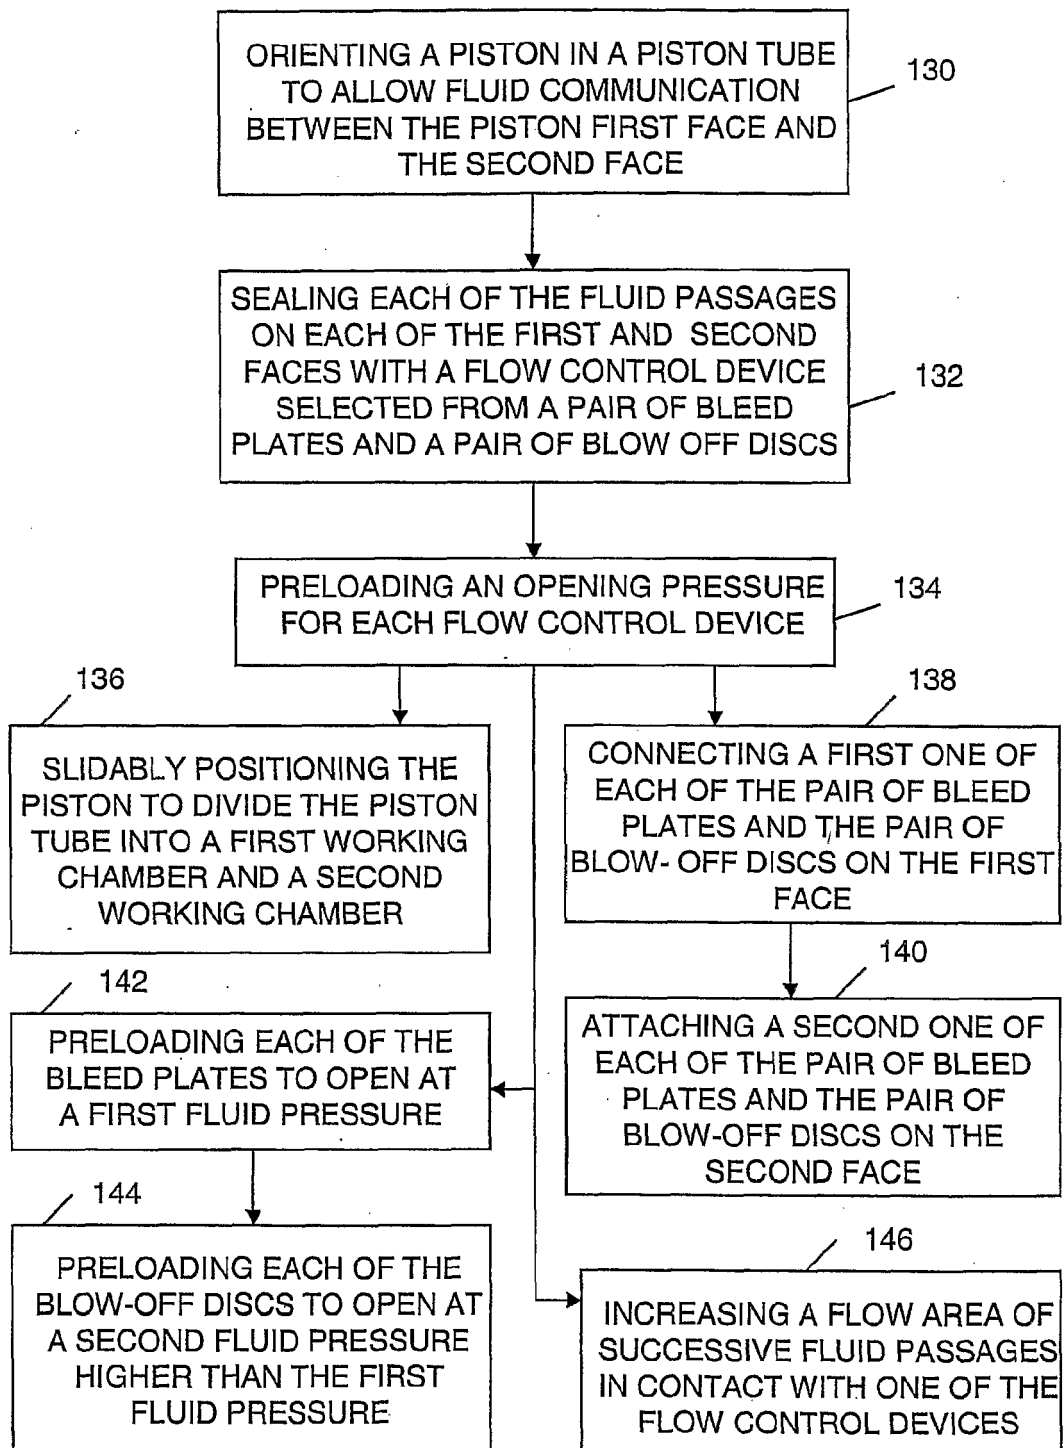 ORIENTING A PISTON IN A PISTON TUBE
TO ALLOW FLUID COMMUNICATION
BETWEEN THE PISTON FIRST FACE AND
THE SECOND FACE
130
SEALING EACH OF THE FLUID PASSAGES
ON EACH OF THE FIRST AND SECOND
FACES WITH A FLOW CONTROL DEVICE
SELECTED FROM A PAIR OF BLEED
PLATES AND A PAIR OF BLOW OFF DISCS
132
PRELOADING AN OPENING PRESSURE
FOR EACH FLOW CONTROL DEVICE
134
136
SLIDABLY POSITIONING THE
PISTON TO DIVIDE THE PISTON
TUBE INTO A FIRST WORKING
CHAMBER AND A SECOND
WORKING CHAMBER
138
CONNECTING A FIRST ONE OF
EACH OF THE PAIR OF BLEED
PLATES AND THE PAIR OF
BLOW- OFF DISCS ON THE FIRST
FACE
140
ATTACHING A SECOND ONE OF
EACH OF THE PAIR OF BLEED
PLATES AND THE PAIR OF
BLOW-OFF DISCS ON THE
SECOND FACE
142
PRELOADING EACH OF THE
BLEED PLATES TO OPEN AT
A FIRST FLUID PRESSURE
144
PRELOADING EACH OF THE
BLOW-OFF DISCS TO OPEN AT
A SECOND FLUID PRESSURE
HIGHER THAN THE FIRST
FLUID PRESSURE
146
INCREASING A FLOW AREA OF
SUCCESSIVE FLUID PASSAGES
IN CONTACT WITH ONE OF THE
FLOW CONTROL DEVICES